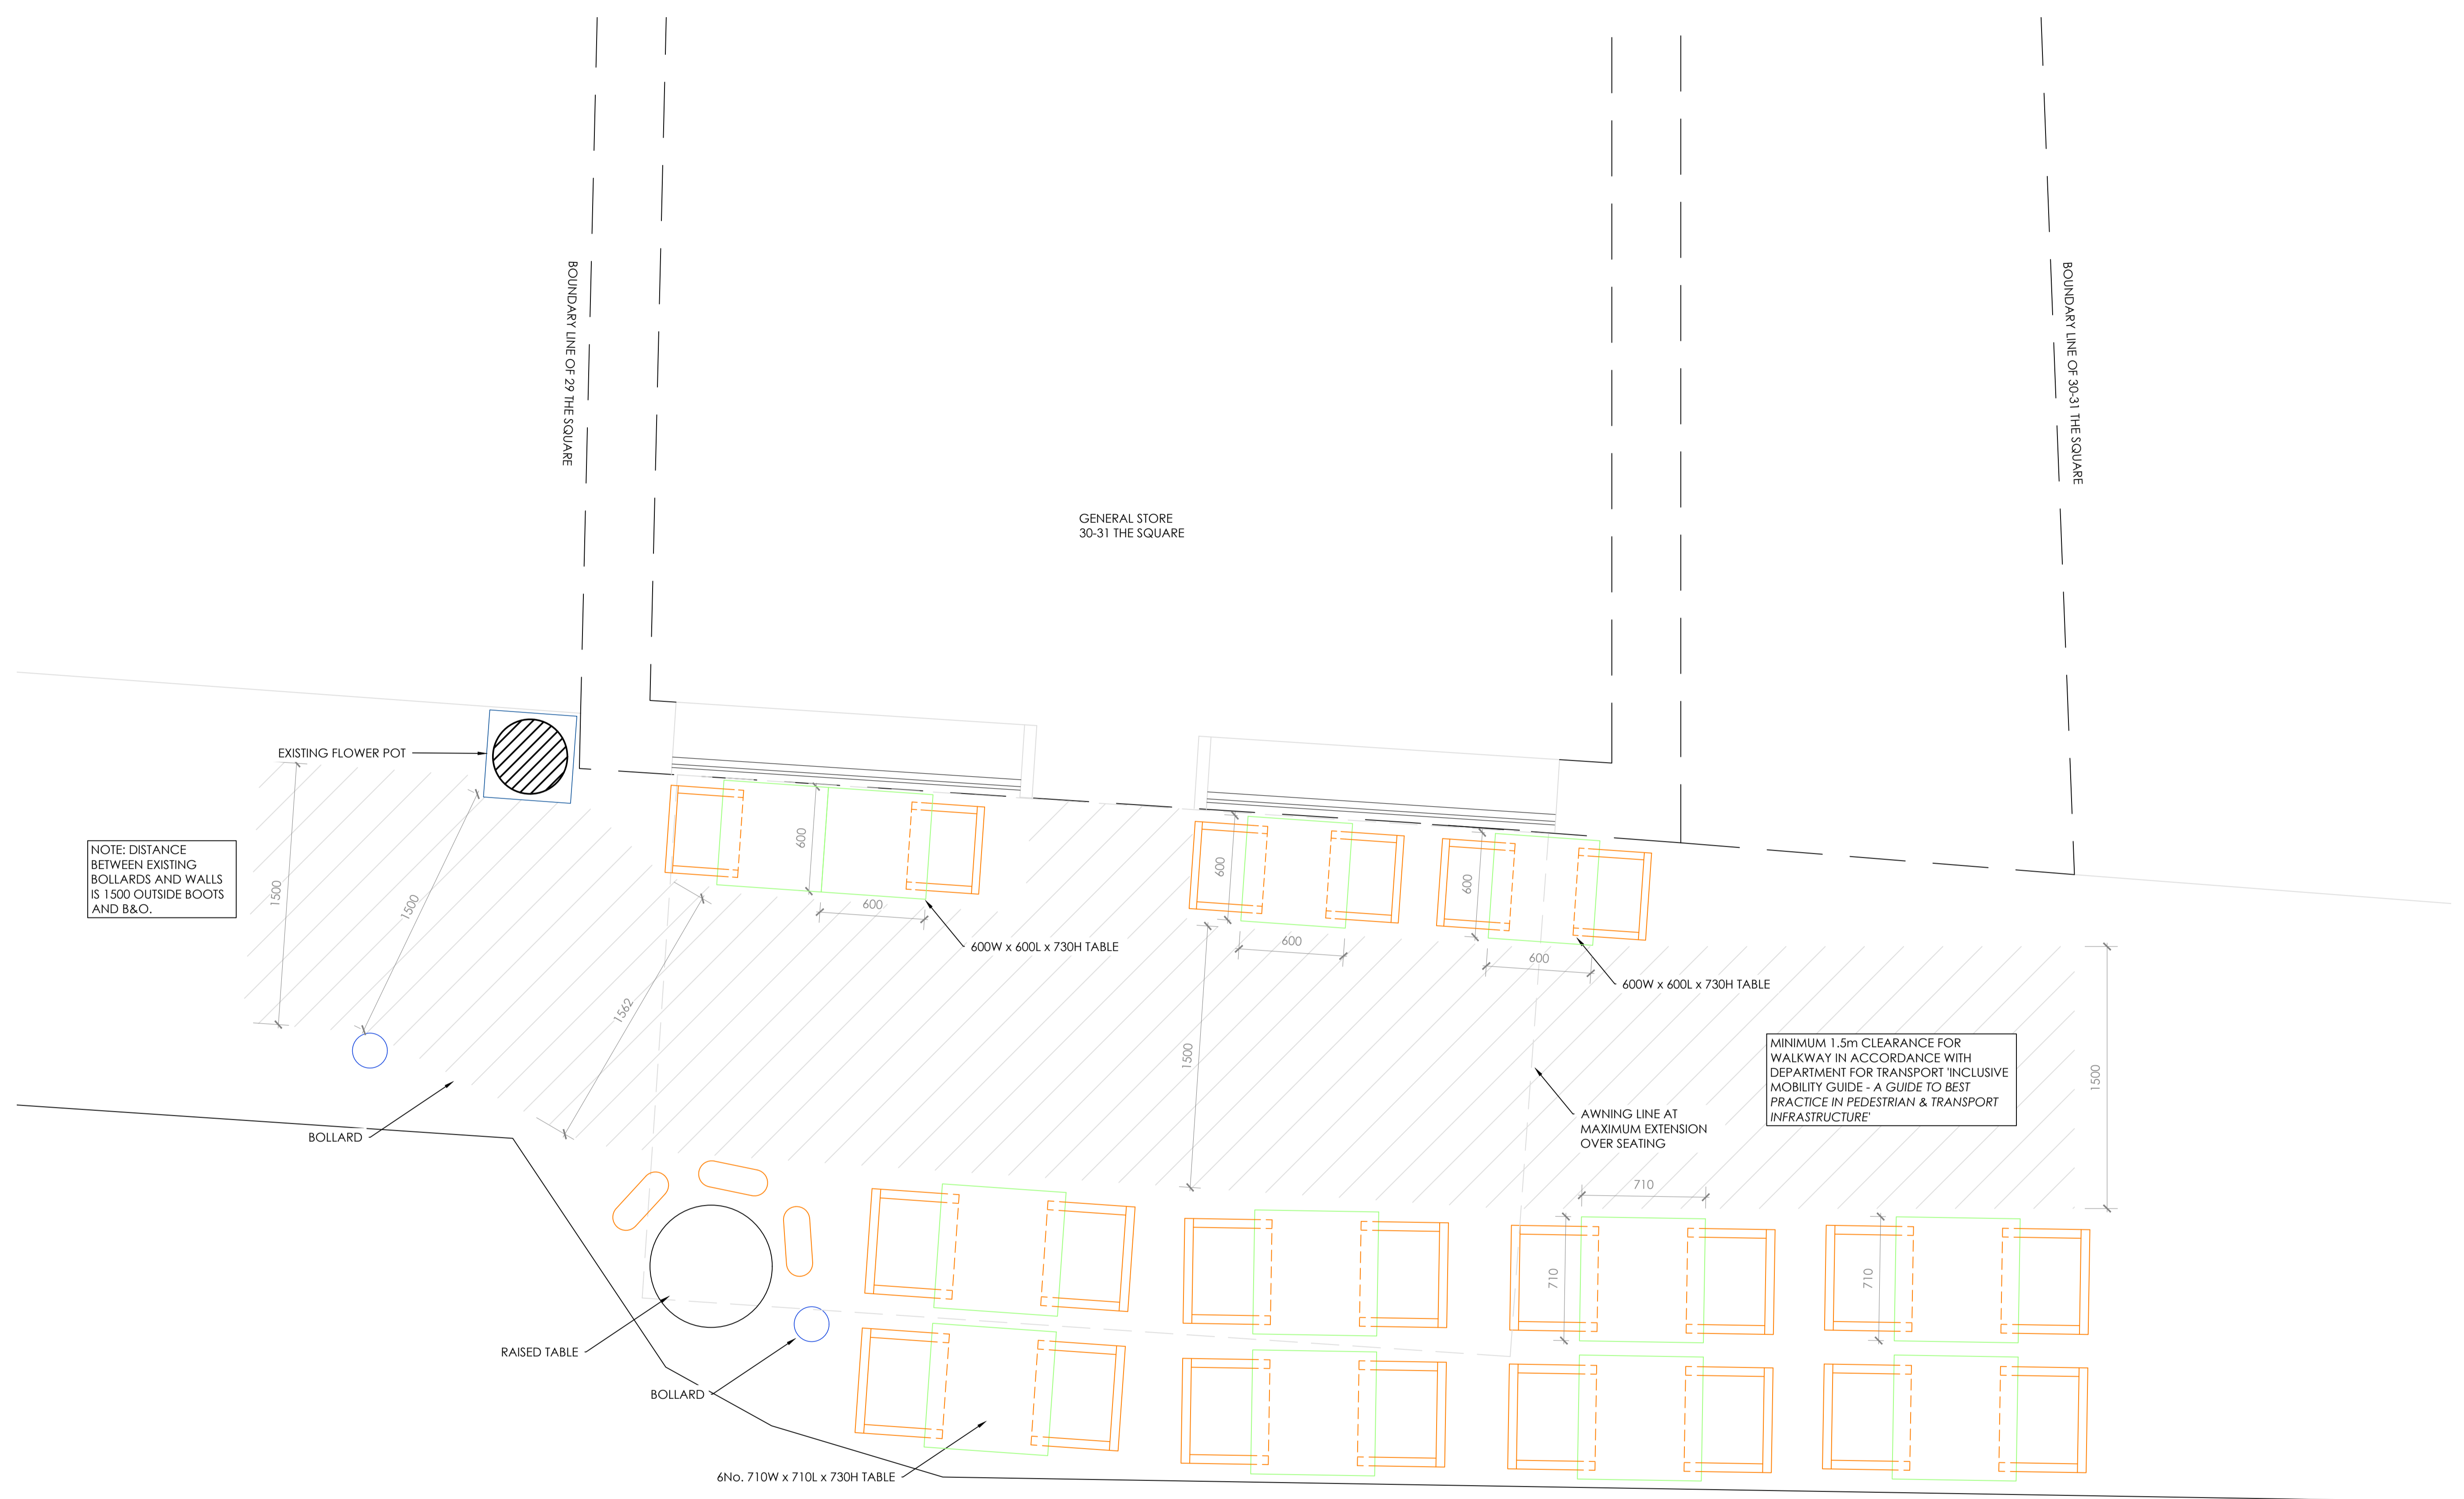 BOUNDARY LINE OF 29 THE SQUARE
BOUNDARY LINE OF 30-31 THE SQUARE
GENERAL STORE
30-31 THE SQUARE
EXISTING FLOWER POT
NOTE: DISTANCE
BETWEEN EXISTING
BOLLARDS AND WALLS
IS 1500 OUTSIDE BOOTS
AND B&O.
1500
1500
600
600
600W x 600L x 730H TABLE
600
600
600
600
600W x 600L x 730H TABLE
1562
1500
1500
MINIMUM 1.5m CLEARANCE FOR
WALKWAY IN ACCORDANCE WITH
DEPARTMENT FOR TRANSPORT 'INCLUSIVE
MOBILITY GUIDE - A GUIDE TO BEST
PRACTICE IN PEDESTRIAN & TRANSPORT
INFRASTRUCTURE'
AWNING LINE AT
MAXIMUM EXTENSION
OVER SEATING
BOLLARD
710
710
710
RAISED TABLE
BOLLARD
6No. 710W x 710L x 730H TABLE